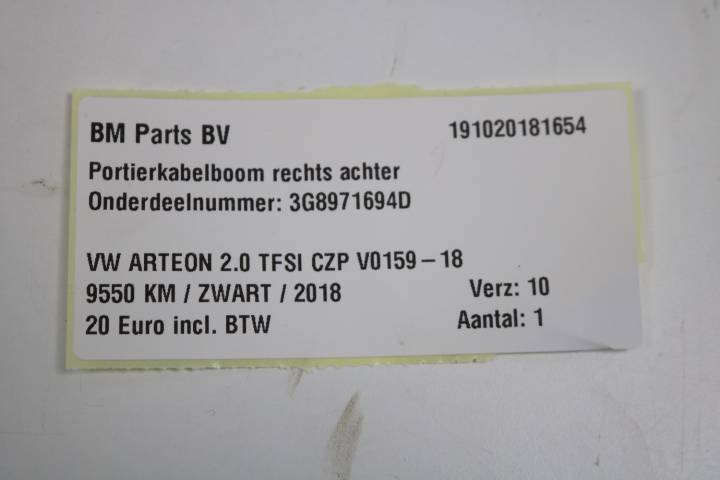 BM Parts BV 191020181654
Portierkabelboom rechts achter
Onderdeelnummer: 3G8971694D
VW ARTEON 2.0 TFSI CZP V0159-18
9550 KM / ZWART / 2018 Verz: 10
20 Euro incl. BTW Aantal: 1